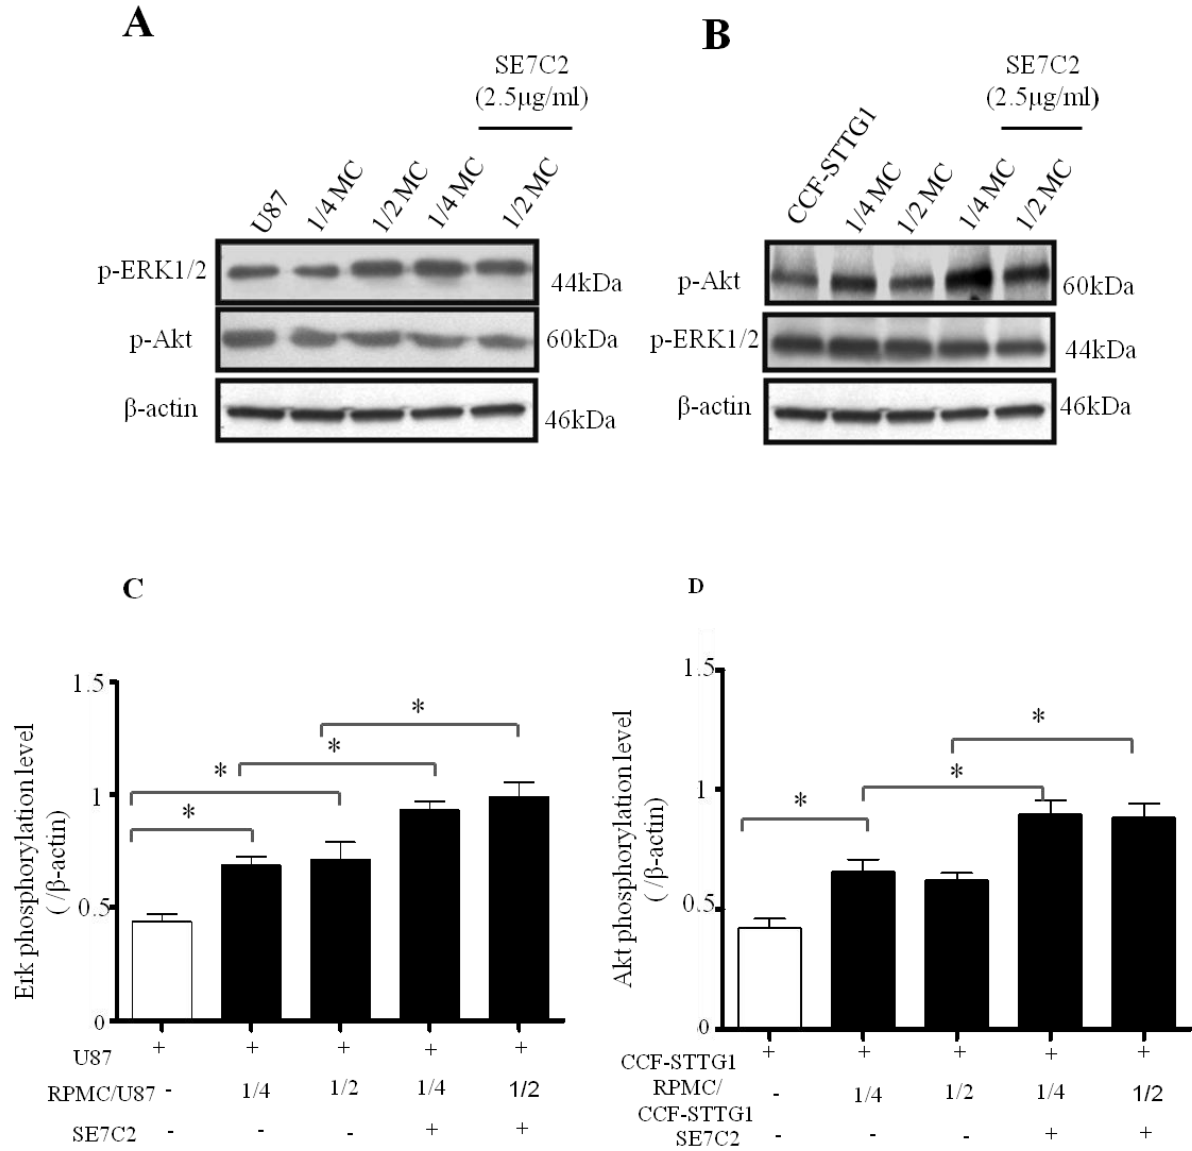 A
SE7C2
(2.5μg/ml)
U87
1/4 MC
1/2 MC
1/4 MC
1/2 MC
p-ERK1/2
44kDa
p-Akt
60kDa
β-actin
46kDa
B
SE7C2
(2.5μg/ml)
CCF-STTG1
1/4 MC
1/2 MC
1/4 MC
1/2 MC
p-Akt
60kDa
p-ERK1/2
44kDa
β-actin
46kDa
C
Erk phosphorylation level
( /β-actin)
1.5
1
0.5
0
*
*
*
*
U87 + + + + +
RPMC/U87 - 1/4 1/2 1/4 1/2
SE7C2 - - - + +
D
Akt phosphorylation level
( /β-actin)
1.5
1
0.5
0
*
*
*
CCF-STTG1 + + + + +
RPMC/ - 1/4 1/2 1/4 1/2
CCF-STTG1
SE7C2 - - - + +